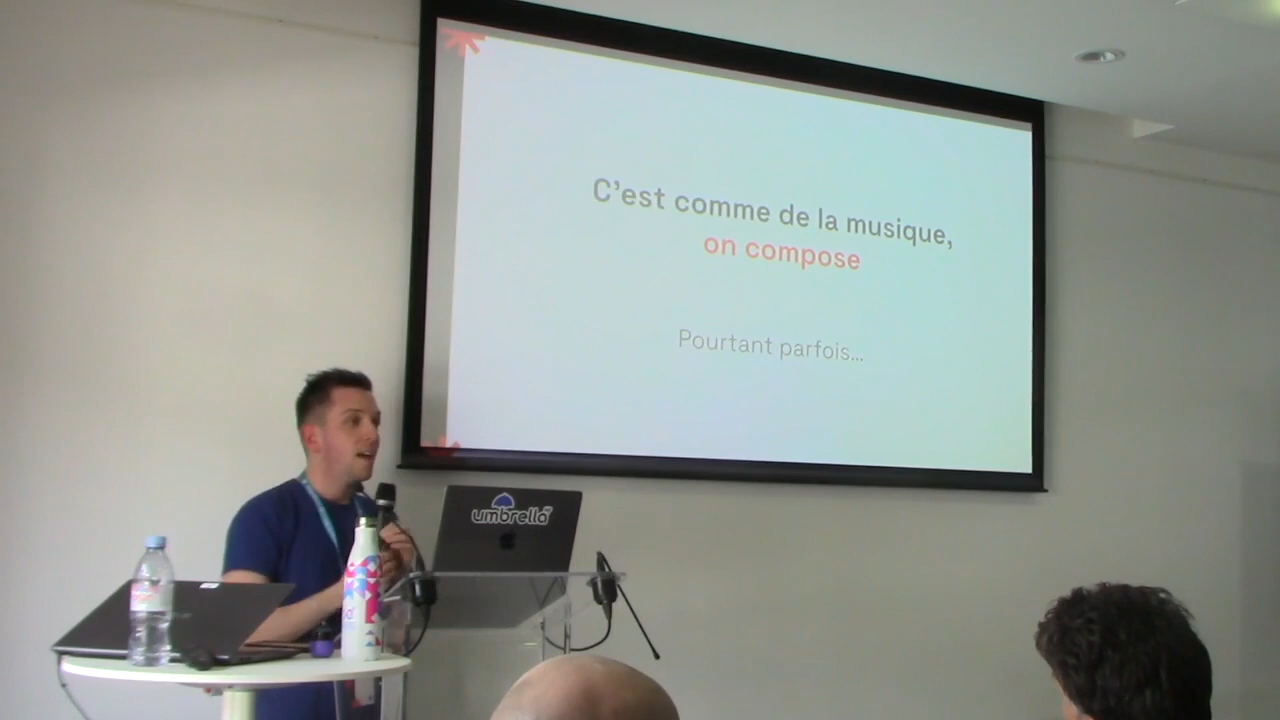 C'est comme de la musique,
on compose
Pourtant parfois...
umbrella